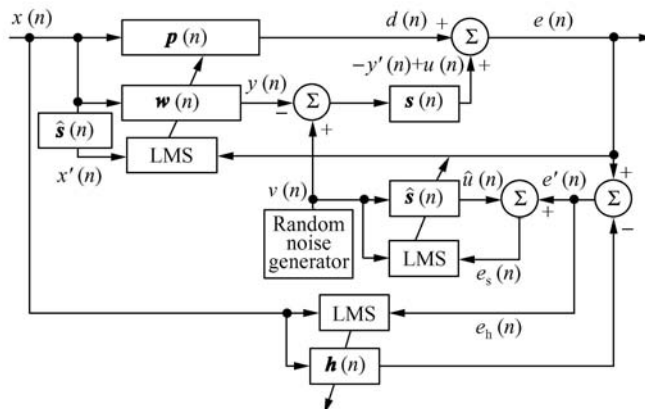 x(n)
d(n)
e(n)
p(n)
+
Σ
−y′(n)+u(n)
+
w(n)
y(n)
−
Σ
s(n)
ŝ(n)
+
x′(n)
LMS
v(n)
ŝ(n)
û(n)
Σ
+
e′(n)
+
Σ
−
Random
noise
generator
LMS
e_s(n)
LMS
e_h(n)
h(n)